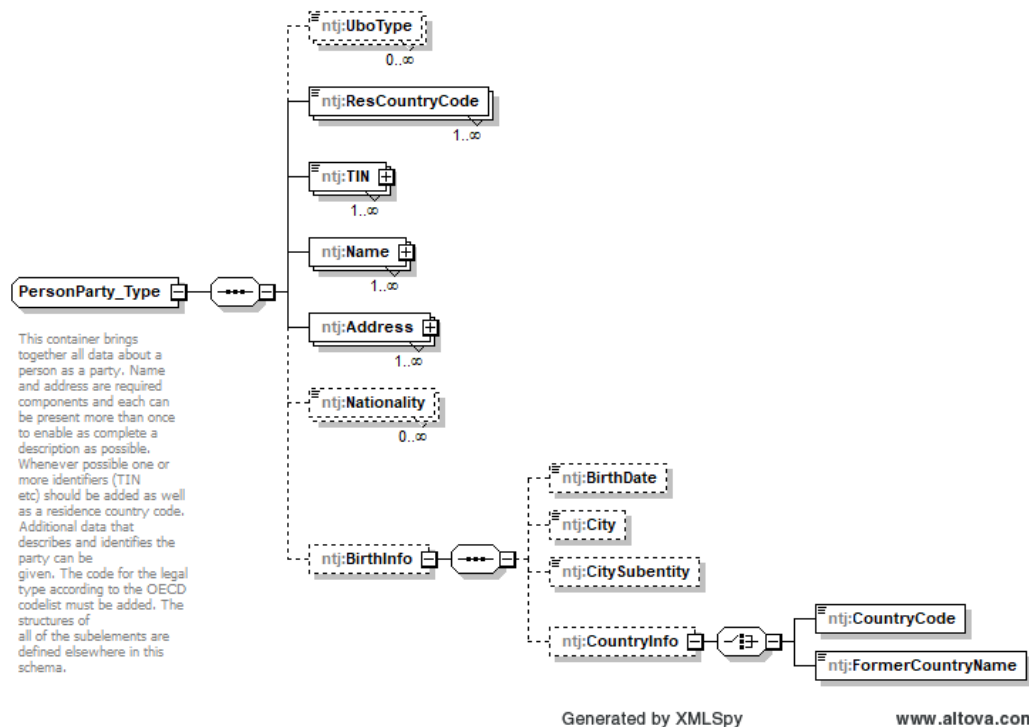 ntj:UboType
0..∞
ntj:ResCountryCode
1..∞
ntj:TIN
1..∞
ntj:Name
1..∞
PersonParty_Type
ntj:Address
1..∞
This container brings
together all data about a
person as a party. Name
and address are required
components and each can
be present more than once
to enable as complete a
description as possible.
Whenever possible one or
more identifiers (TIN
etc) should be added as well
as a residence country code.
Additional data that
describes and identifies the
party can be
given. The code for the legal
type according to the OECD
codelist must be added. The
structures of
all of the subelements are
defined elsewhere in this
schema.
ntj:Nationality
0..∞
ntj:BirthInfo
ntj:BirthDate
ntj:City
ntj:CitySubentity
ntj:CountryInfo
ntj:CountryCode
ntj:FormerCountryName
Generated by XMLSpy
www.altova.com